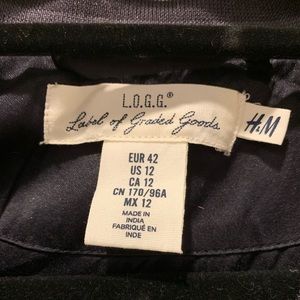 L.O.G.G.®
Label of Graded Goods
H&M
EUR 42
US 12
CA 12
CN 170/96A
MX 12
MADE IN
INDIA
FABRIQUÉ EN
INDE